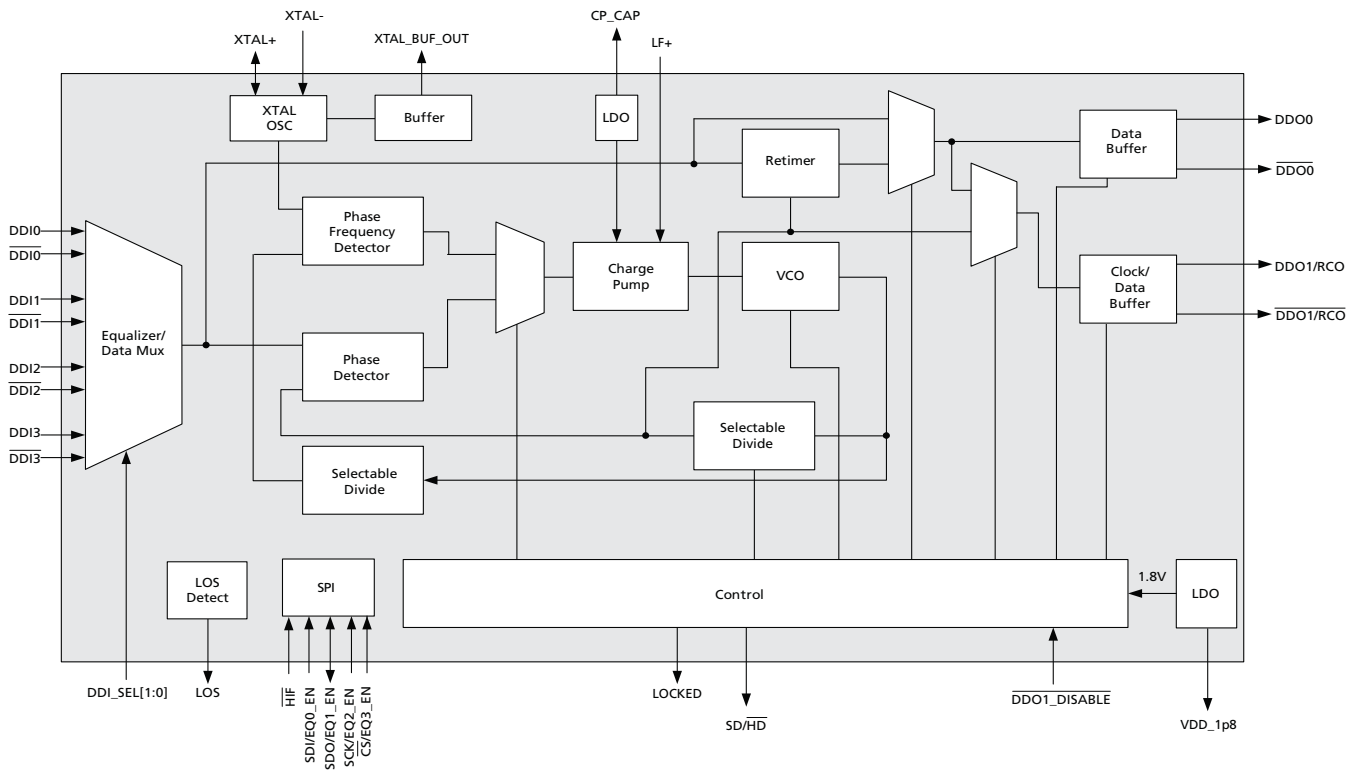 XTAL-
XTAL+
XTAL_BUF_OUT
CP_CAP
LF+
XTAL
OSC
Buffer
LDO
Retimer
Data
Buffer
DDO0
DDO0
Phase
Frequency
Detector
Charge
Pump
VCO
Clock/
Data
Buffer
DDO1/RCO
DDO1/RCO
DDI0
DDI0
DDI1
DDI1
DDI2
DDI2
DDI3
DDI3
Equalizer/
Data Mux
Phase
Detector
Selectable
Divide
Selectable
Divide
LOS
Detect
SPI
Control
1.8V
LDO
DDI_SEL[1:0]
LOS
HIF
SDI/EQ0_EN
SDO/EQ1_EN
SCK/EQ2_EN
CS/EQ3_EN
LOCKED
SD/HD
DDO1_DISABLE
VDD_1p8